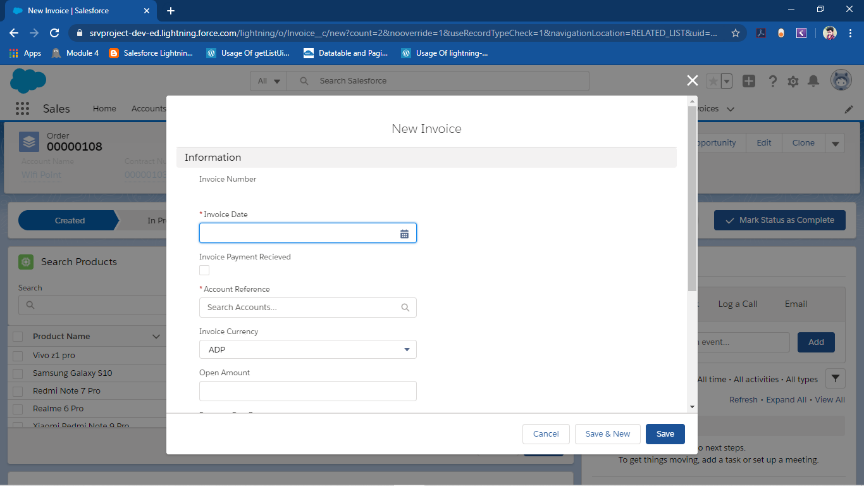 New Invoice | Salesforce
srvproject-dev-ed.lightning.force.com/lightning/o/Invoice__c/new?count=2&nooverride=1&useRecordTypeCheck=1&navigationLocation=RELATED_LIST&uid=...
Apps Module 4 Salesforce Lightnin... Usage Of getListUi... Datatable and Pagi... Usage Of lightning-...
All Search Salesforce
Sales Home Accounts
Order
00000108
Account Name
Edit Clone
Created In Pr
Mark Status as Complete
Search Products
Search
Product Name
Vivo z1 pro
Samsung Galaxy S10
Redmi Note 7 Pro
Realme 6 Pro
Xiaomi Redmi Note 9 Pro
New Invoice
Information
Invoice Number
*Invoice Date
Invoice Payment Recieved
*Account Reference
Search Accounts...
Invoice Currency
ADP
Open Amount
Cancel Save & New Save
Log a Call Email
event...
Add
All time • All activities • All types
Refresh • Expand All • View All
next steps.
To get things moving, add a task or set up a meeting.